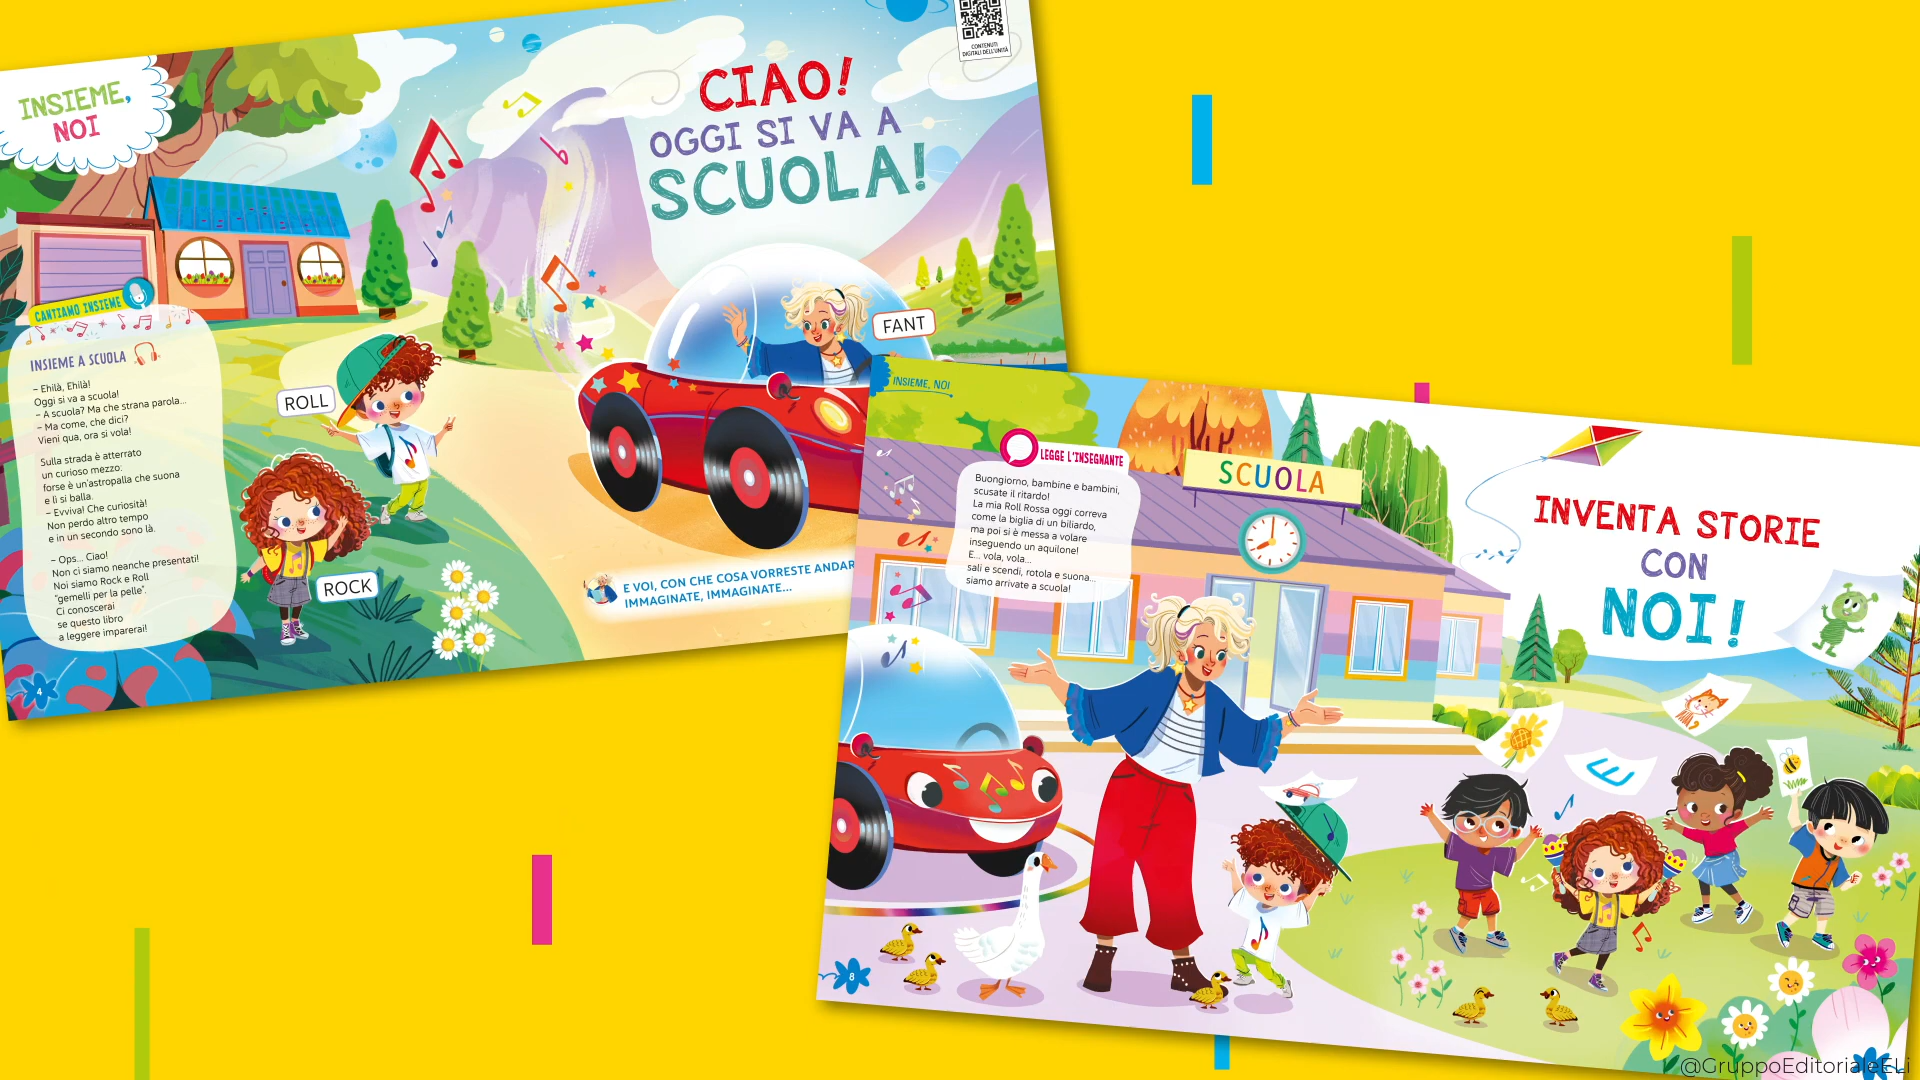 INSIEME,
NOI
CONTENUTI
DIGITALI DELL'UNITÀ
CIAO!
OGGI SI VA A
SCUOLA!
CANTIAMO INSIEME
INSIEME A SCUOLA
– Ehilà, Ehilà!
Oggi si va a scuola!
– A scuola? Ma che strana parola...
– Ma come, che dici?
Vieni qua, ora si vola!
Sulla strada è atterrato
un curioso mezzo:
forse è un'astropalla che suona
e lì si balla.
– Evviva! Che curiosità!
Non perdo altro tempo
e in un secondo sono là.
– Ops... Ciao!
Non ci siamo neanche presentati!
Noi siamo Rock e Roll
"gemelli per la pelle".
Ci conoscerai
se questo libro
a leggere imparerai!
ROLL
ROCK
FANT
E VOI, CON CHE COSA VORRESTE ANDAR
IMMAGINATE, IMMAGINATE...
4
INSIEME, NOI
LEGGE L'INSEGNANTE
Buongiorno, bambine e bambini,
scusate il ritardo!
La mia Roll Rossa oggi correva
come la biglia di un biliardo,
ma poi si è messa a volare
inseguendo un aquilone!
E... vola, vola...
sali e scendi, rotola e suona...
siamo arrivate a scuola!
SCUOLA
INVENTA STORIE
CON
NOI!
E
8
@GruppoEditorialeELi